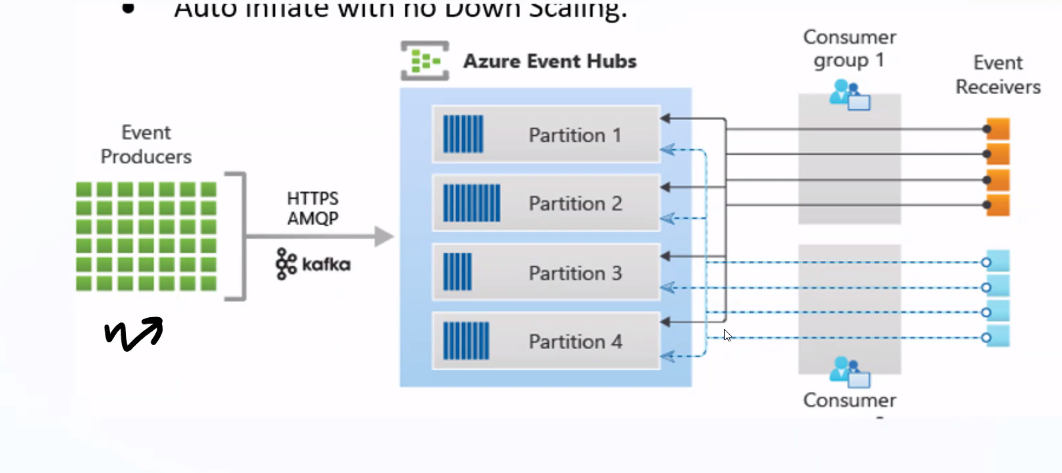 • Auto Inflate with no Down Scaling.
Azure Event Hubs
Event
Producers
HTTPS
AMQP
kafka
Partition 1
Partition 2
Partition 3
Partition 4
Consumer
group 1
Event
Receivers
Consumer